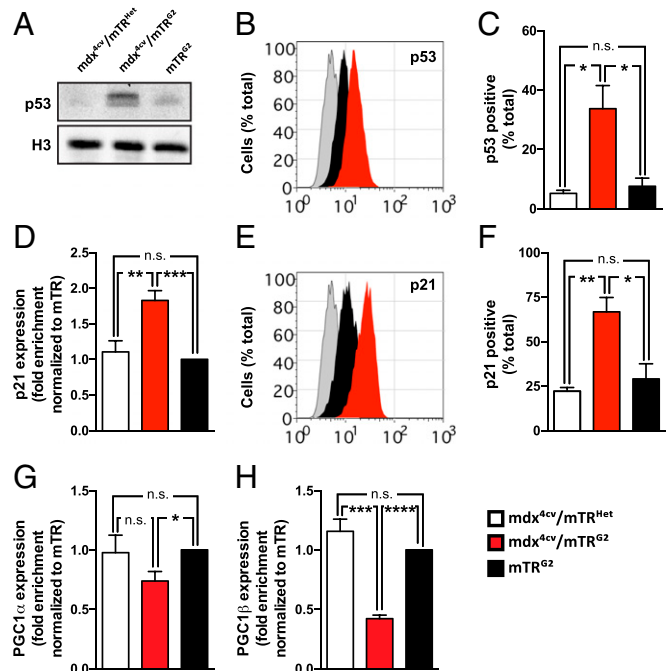 A
mdx4cv/mTRHet
mdx4cv/mTRG2
mTRG2
p53
H3
B
Cells (% total)
100
80
60
40
20
0
p53
10⁰ 10¹ 10² 10³
C
p53 positive
(% total)
60
40
20
0
n.s.
* *
D
p21 expression
(fold enrichment
normalized to mTR)
2.5
2.0
1.5
1.0
0.5
0.0
n.s.
** ***
E
Cells (% total)
100
80
60
40
20
0
p21
10⁰ 10¹ 10² 10³
F
p21 positive
(% total)
100
75
50
25
0
n.s.
** *
G
PGC1α expression
(fold enrichment
normalized to mTR)
1.5
1.0
0.5
0.0
n.s.
n.s. *
H
PGC1β expression
(fold enrichment
normalized to mTR)
1.5
1.0
0.5
0.0
n.s.
*** ****
mdx4cv/mTRHet
mdx4cv/mTRG2
mTRG2